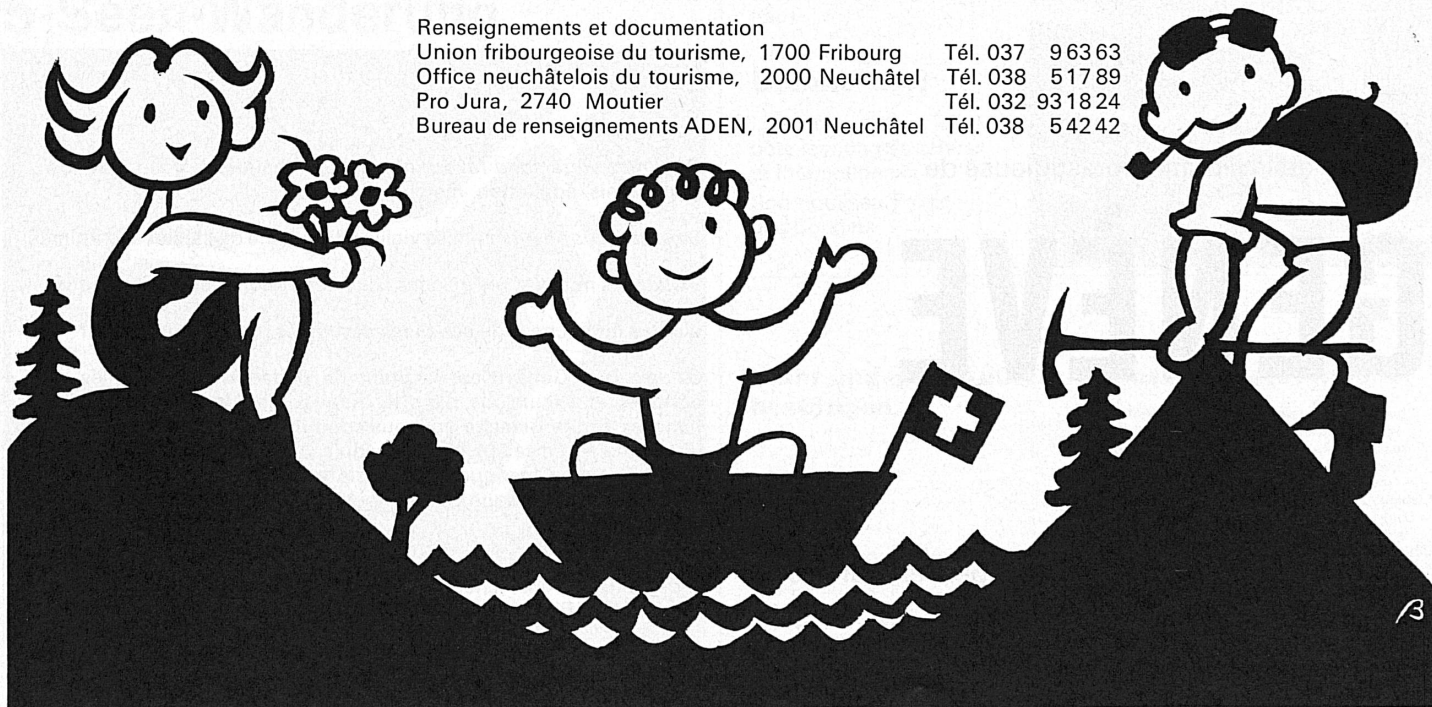 Renseignements et documentation
Union fribourgeoise du tourisme, 1700 Fribourg Tél. 037 9 63 63
Office neuchâtelois du tourisme, 2000 Neuchâtel Tél. 038 5 17 89
Pro Jura, 2740 Moutier Tél. 032 93 18 24
Bureau de renseignements ADEN, 2001 Neuchâtel Tél. 038 5 42 42